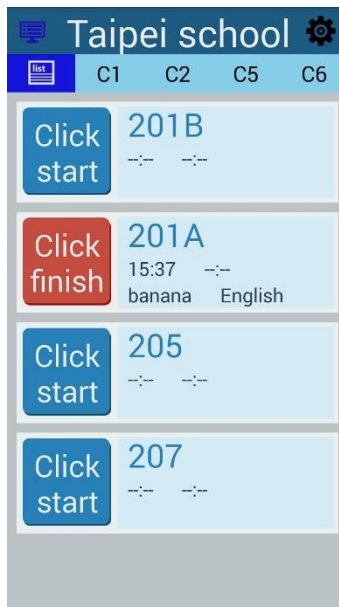 Taipei school
list C1 C2 C5 C6
Click start
201B
--:-- --:--
Click finish
201A
15:37 --:--
banana English
Click start
205
--:-- --:--
Click start
207
--:-- --:--